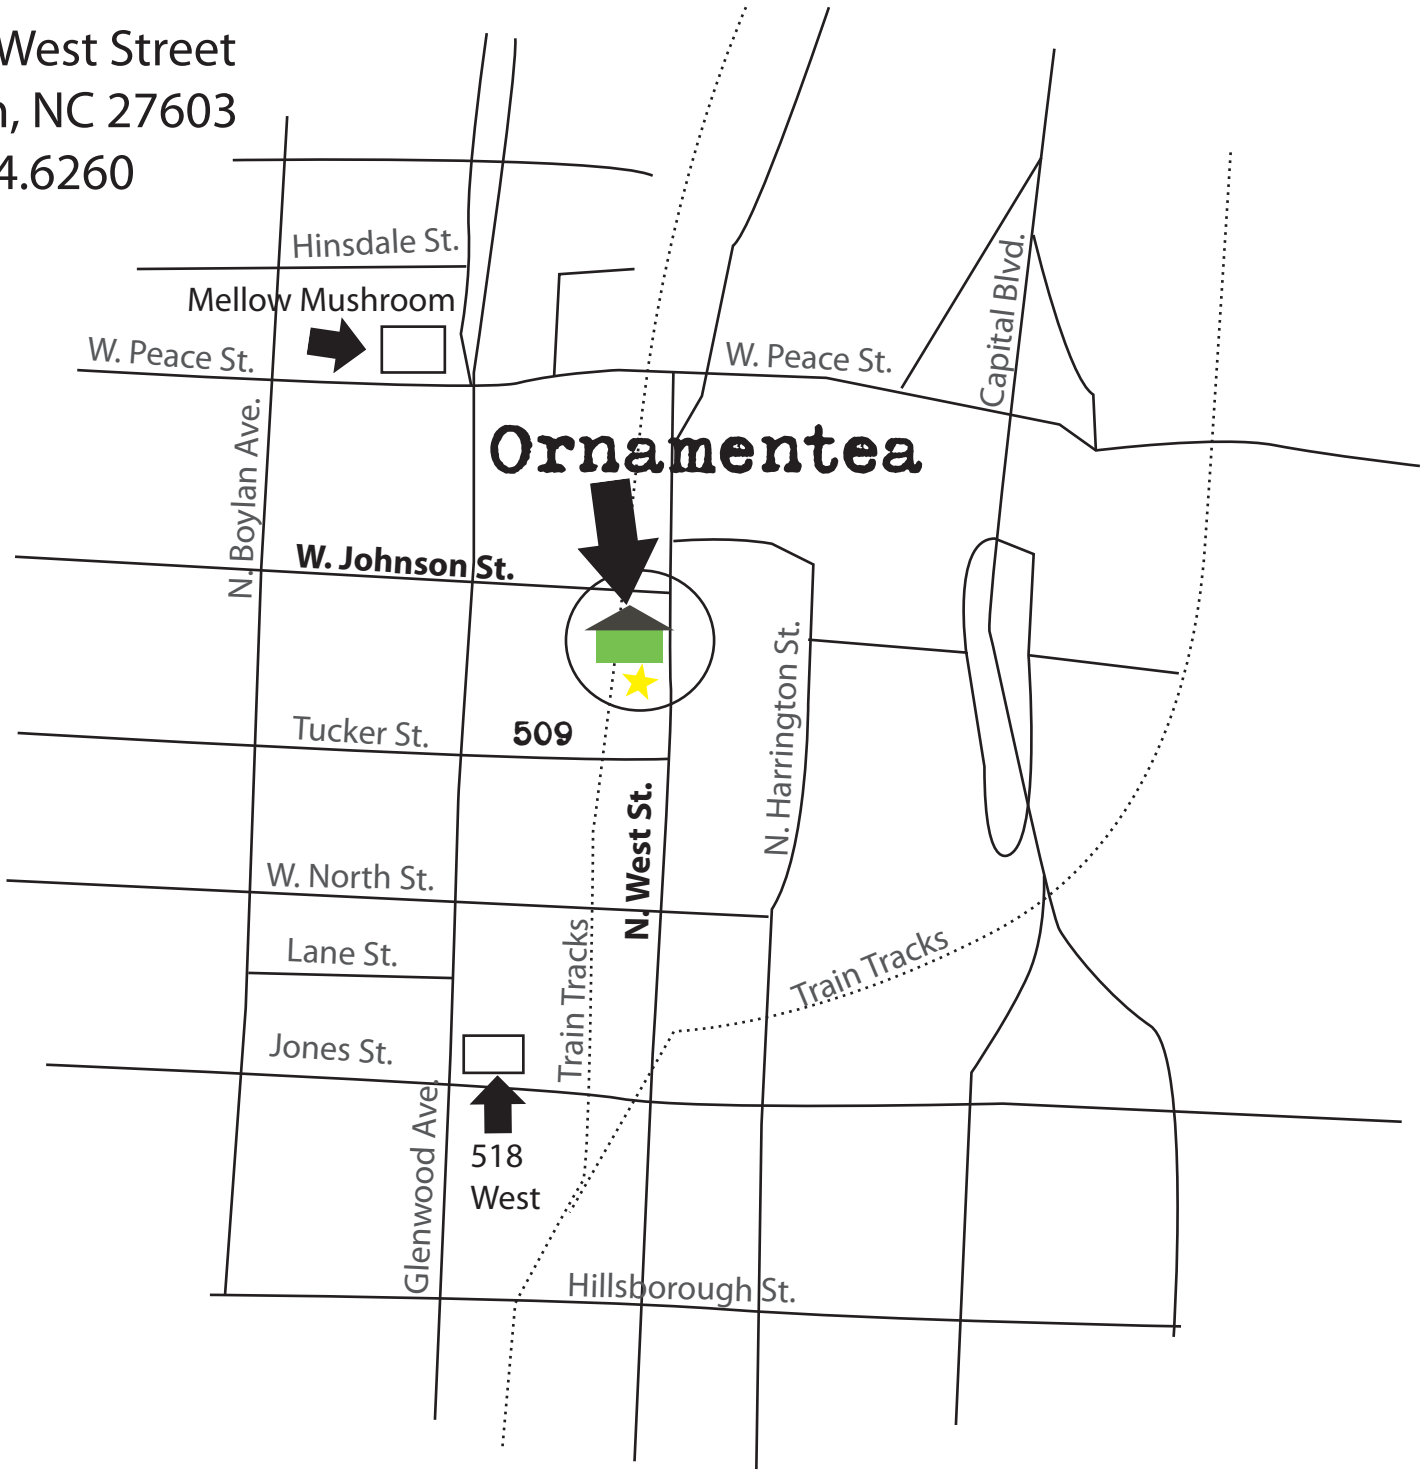 West Street
, NC 27603
4.6260
Hinsdale St.
Mellow Mushroom
W. Peace St.
W. Peace St.
Capital Blvd.
N. Boylan Ave.
Ornamentea
W. Johnson St.
N. Harrington St.
Tucker St.
509
N. West St.
W. North St.
Lane St.
Train Tracks
Train Tracks
Jones St.
Glenwood Ave.
518
West
Hillsborough St.